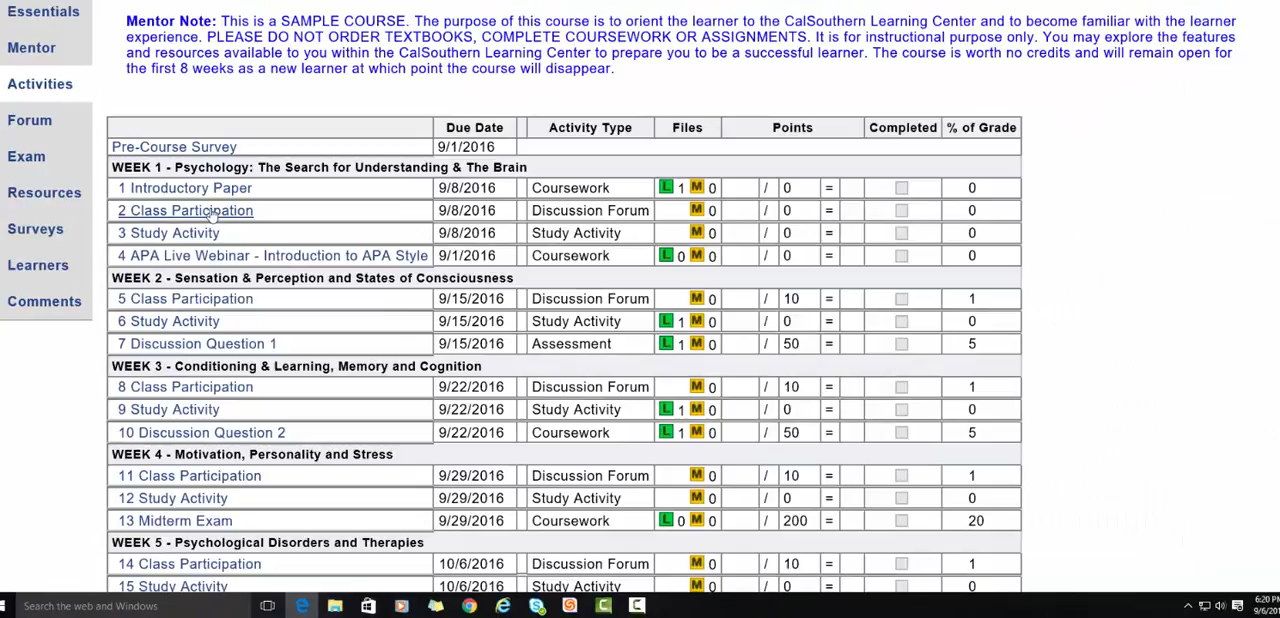 Essentials
Mentor
Activities
Forum
Exam
Resources
Surveys
Learners
Comments
Mentor Note: This is a SAMPLE COURSE. The purpose of this course is to orient the learner to the CalSouthern Learning Center and to become familiar with the learner
experience. PLEASE DO NOT ORDER TEXTBOOKS, COMPLETE COURSEWORK OR ASSIGNMENTS. It is for instructional purpose only. You may explore the features
and resources available to you within the CalSouthern Learning Center to prepare you to be a successful learner. The course is worth no credits and will remain open for
the first 8 weeks as a new learner at which point the course will disappear.
Due Date Activity Type Files Points Completed % of Grade
Pre-Course Survey 9/1/2016
WEEK 1 - Psychology: The Search for Understanding & The Brain
1 Introductory Paper 9/8/2016 Coursework L 1 M 0 / 0 = 0
2 Class Participation 9/8/2016 Discussion Forum M 0 / 0 = 0
3 Study Activity 9/8/2016 Study Activity M 0 / 0 = 0
4 APA Live Webinar - Introduction to APA Style 9/1/2016 Coursework L 0 M 0 / 0 = 0
WEEK 2 - Sensation & Perception and States of Consciousness
5 Class Participation 9/15/2016 Discussion Forum M 0 / 10 = 1
6 Study Activity 9/15/2016 Study Activity L 1 M 0 / 0 = 0
7 Discussion Question 1 9/15/2016 Assessment L 1 M 0 / 50 = 5
WEEK 3 - Conditioning & Learning, Memory and Cognition
8 Class Participation 9/22/2016 Discussion Forum M 0 / 10 = 1
9 Study Activity 9/22/2016 Study Activity L 1 M 0 / 0 = 0
10 Discussion Question 2 9/22/2016 Coursework L 1 M 0 / 50 = 5
WEEK 4 - Motivation, Personality and Stress
11 Class Participation 9/29/2016 Discussion Forum M 0 / 10 = 1
12 Study Activity 9/29/2016 Study Activity M 0 / 0 = 0
13 Midterm Exam 9/29/2016 Coursework L 0 M 0 / 200 = 20
WEEK 5 - Psychological Disorders and Therapies
14 Class Participation 10/6/2016 Discussion Forum M 0 / 10 = 1
15 Study Activity 10/6/2016 Study Activity M 0 / 0 = 0
Search the web and Windows
6:20 PM
9/6/20